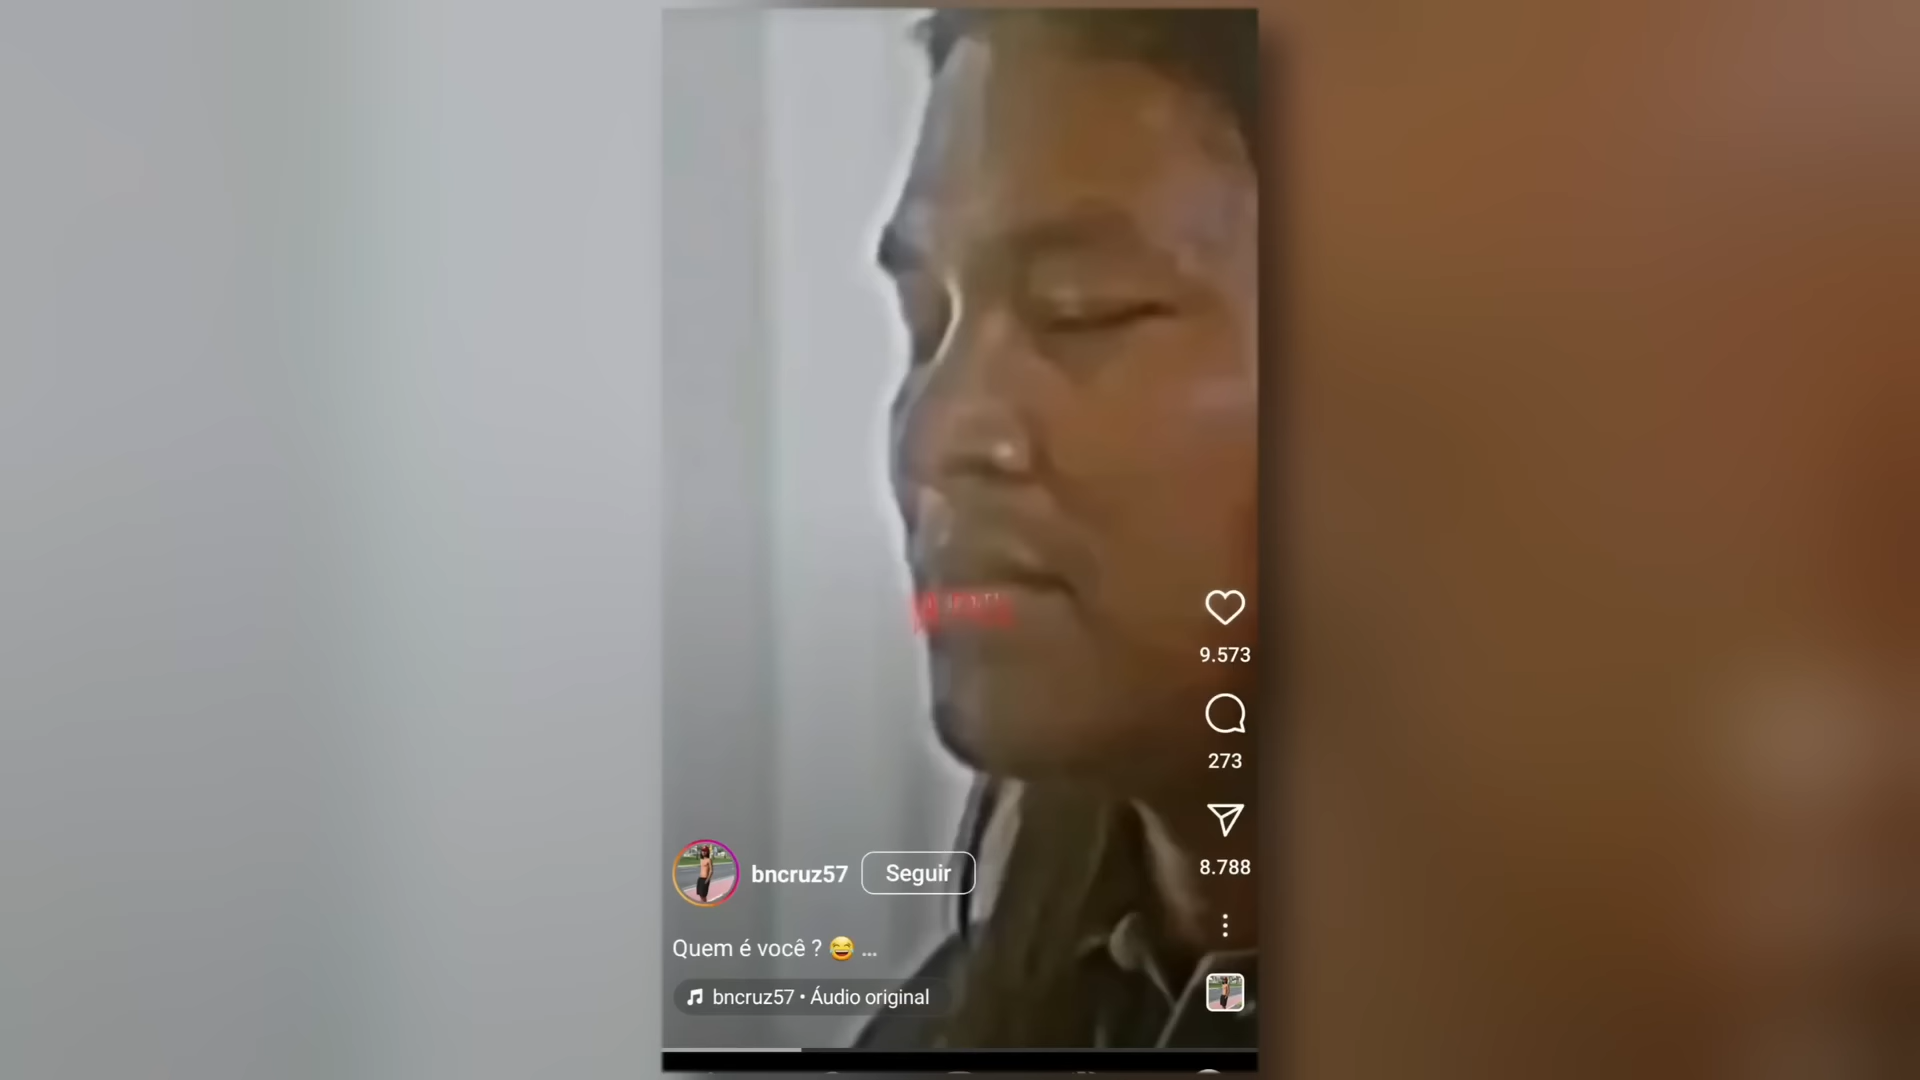 9.573
273
8.788
bncruz57 Seguir
Quem é você ? 😆 ...
bncruz57 • Áudio original